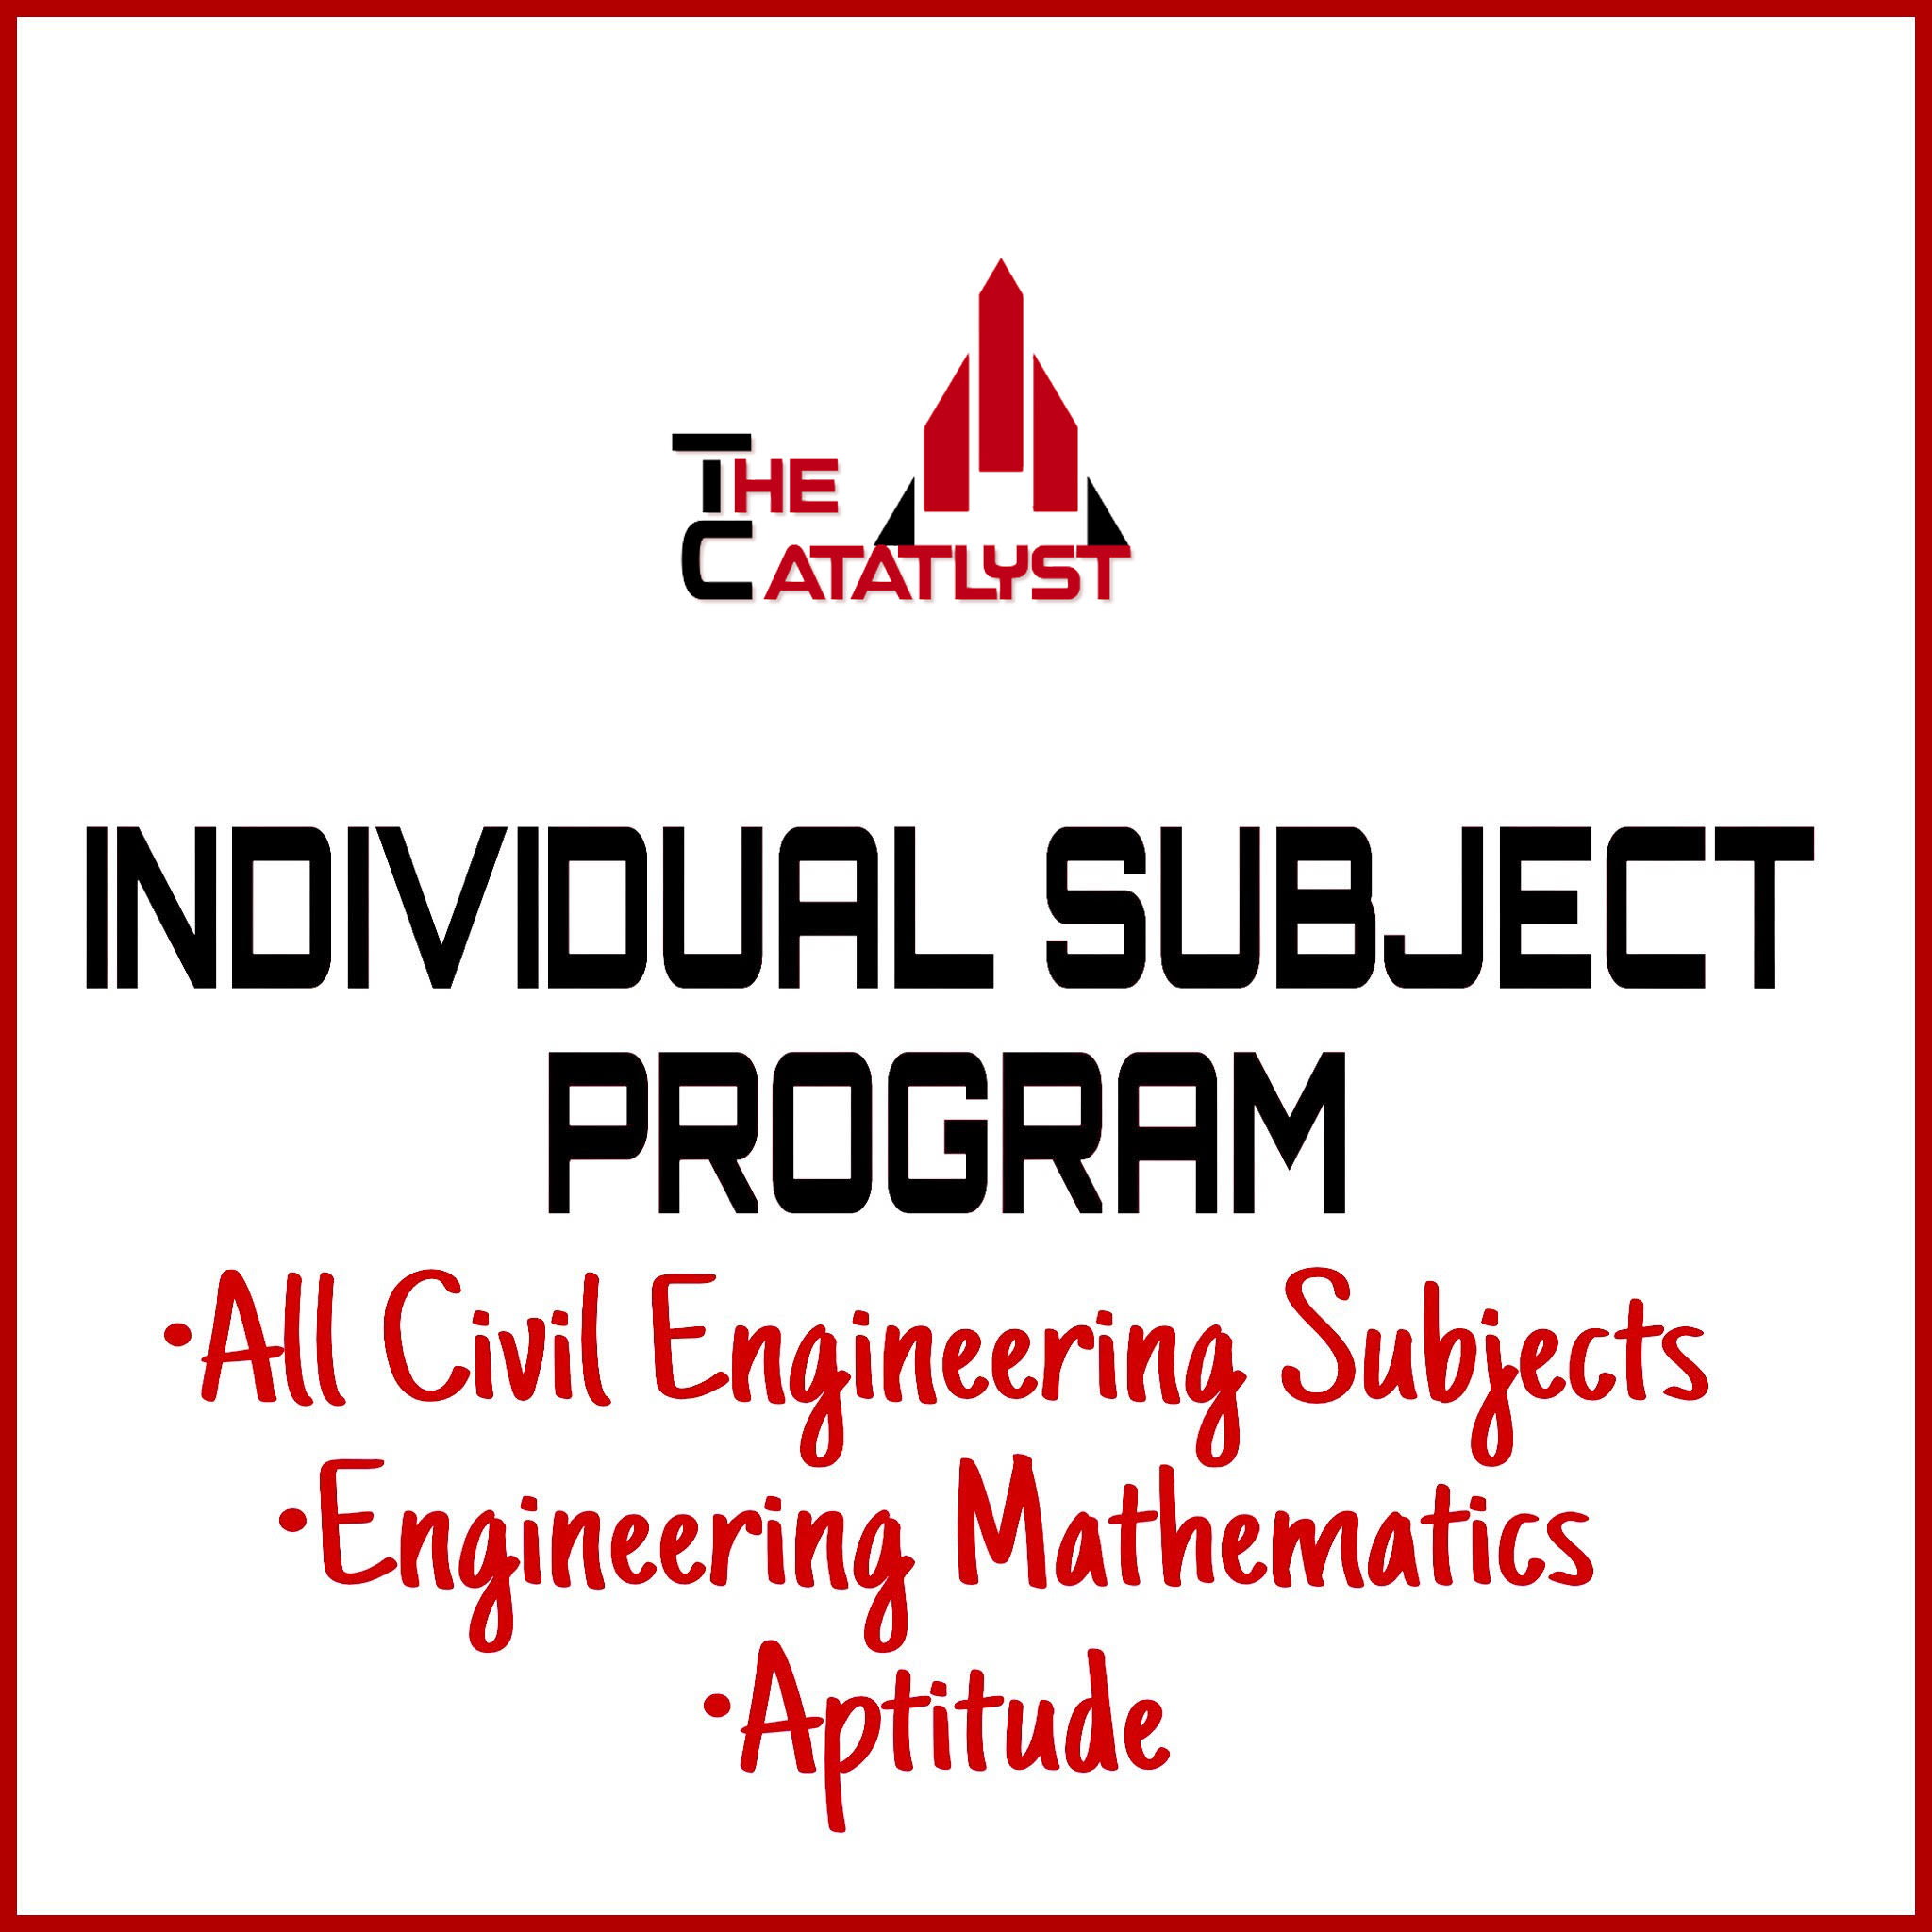 THE
CATATLYST
INDIVIDUAL SUBJECT
PROGRAM
•All Civil Engineering Subjects
•Engineering Mathematics
•Aptitude